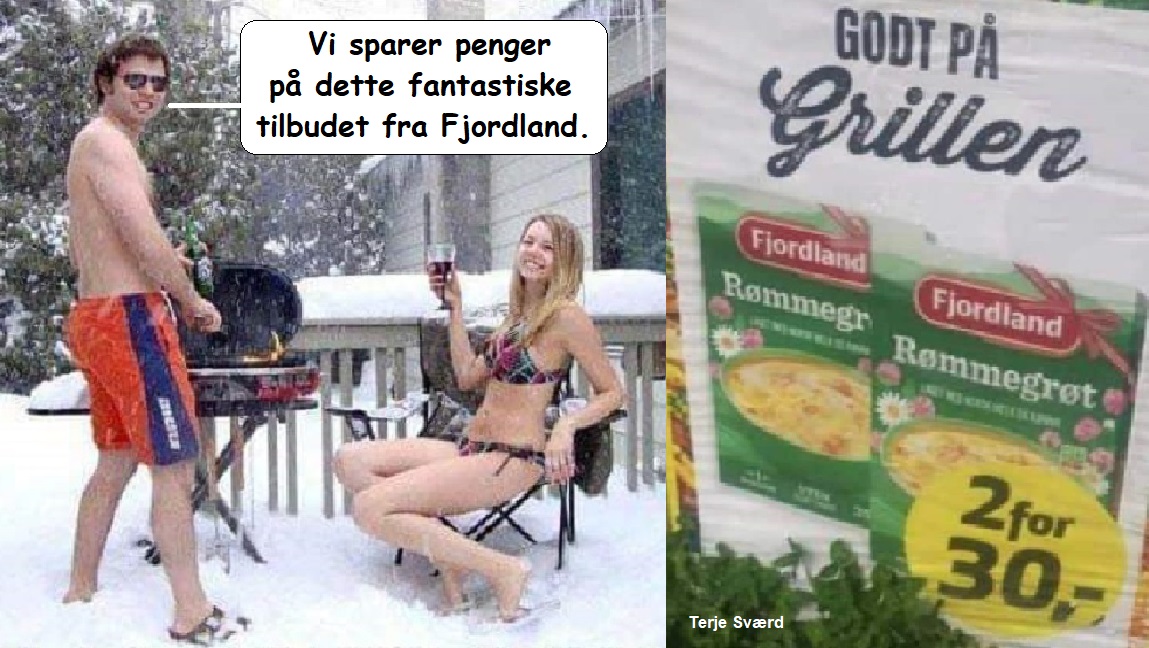 Vi sparer penger
på dette fantastiske
tilbudet fra Fjordland.
GODT PÅ
Grillen
Fjordland
Rømmegr
Fjordland
Rømmegrøt
2 for
30,-
Terje Sværd